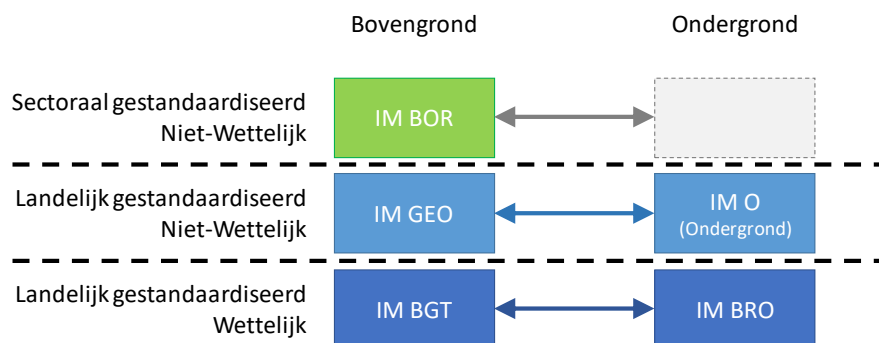 Bovengrond Ondergrond
Sectoraal gestandaardiseerd
Niet-Wettelijk
IM BOR
Landelijk gestandaardiseerd
Niet-Wettelijk
IM GEO
IM O
(Ondergrond)
Landelijk gestandaardiseerd
Wettelijk
IM BGT
IM BRO